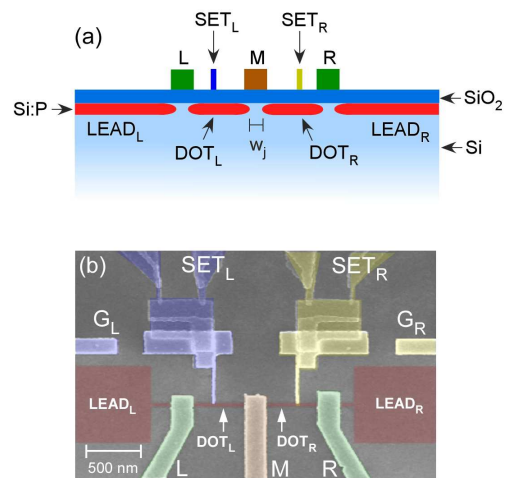 (a)
SET_L
SET_R
L
M
R
Si:P
SiO₂
LEAD_L
LEAD_R
Si
DOT_L
w_j
DOT_R
(b)
SET_L
SET_R
G_L
G_R
LEAD_L
LEAD_R
DOT_L
DOT_R
500 nm
L
M
R